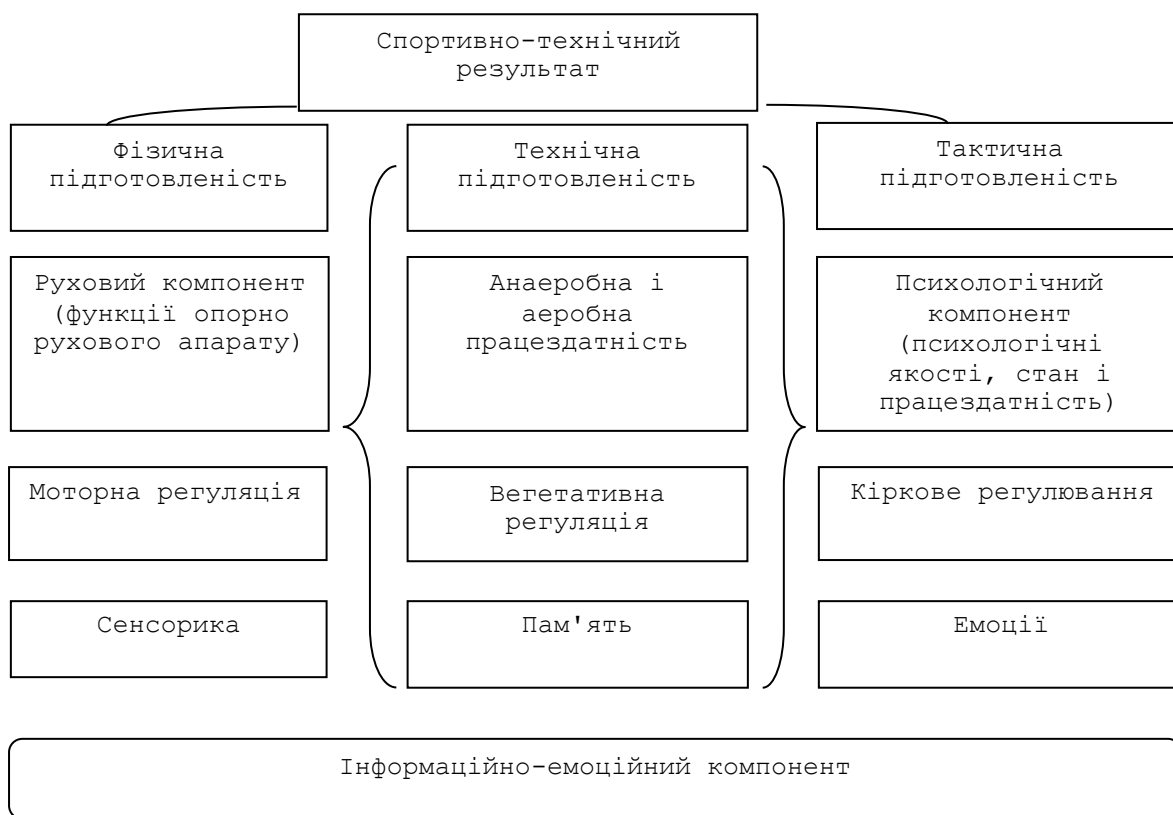 Спортивно-технічний
результат
Фізична
підготовленість
Технічна
підготовленість
Тактична
підготовленість
Руховий компонент
(функції опорно
рухового апарату)
Анаеробна і
аеробна
працездатність
Психологічний
компонент
(психологічні
якості, стан і
працездатність)
Моторна регуляція
Вегетативна
регуляція
Кіркове регулювання
Сенсорика
Пам'ять
Емоції
Інформаційно-емоційний компонент